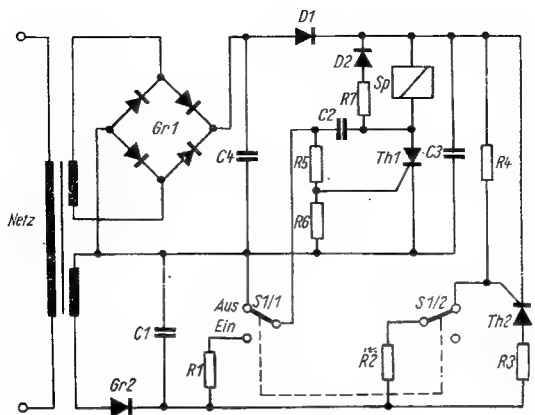 D1
D2
Sp
R7
C2
Gr1
C4
R5
Th1
C3
R4
R6
Netz
Aus
S1/1
S1/2
Ein
C1
Th2
R1
R2
R3
Gr2